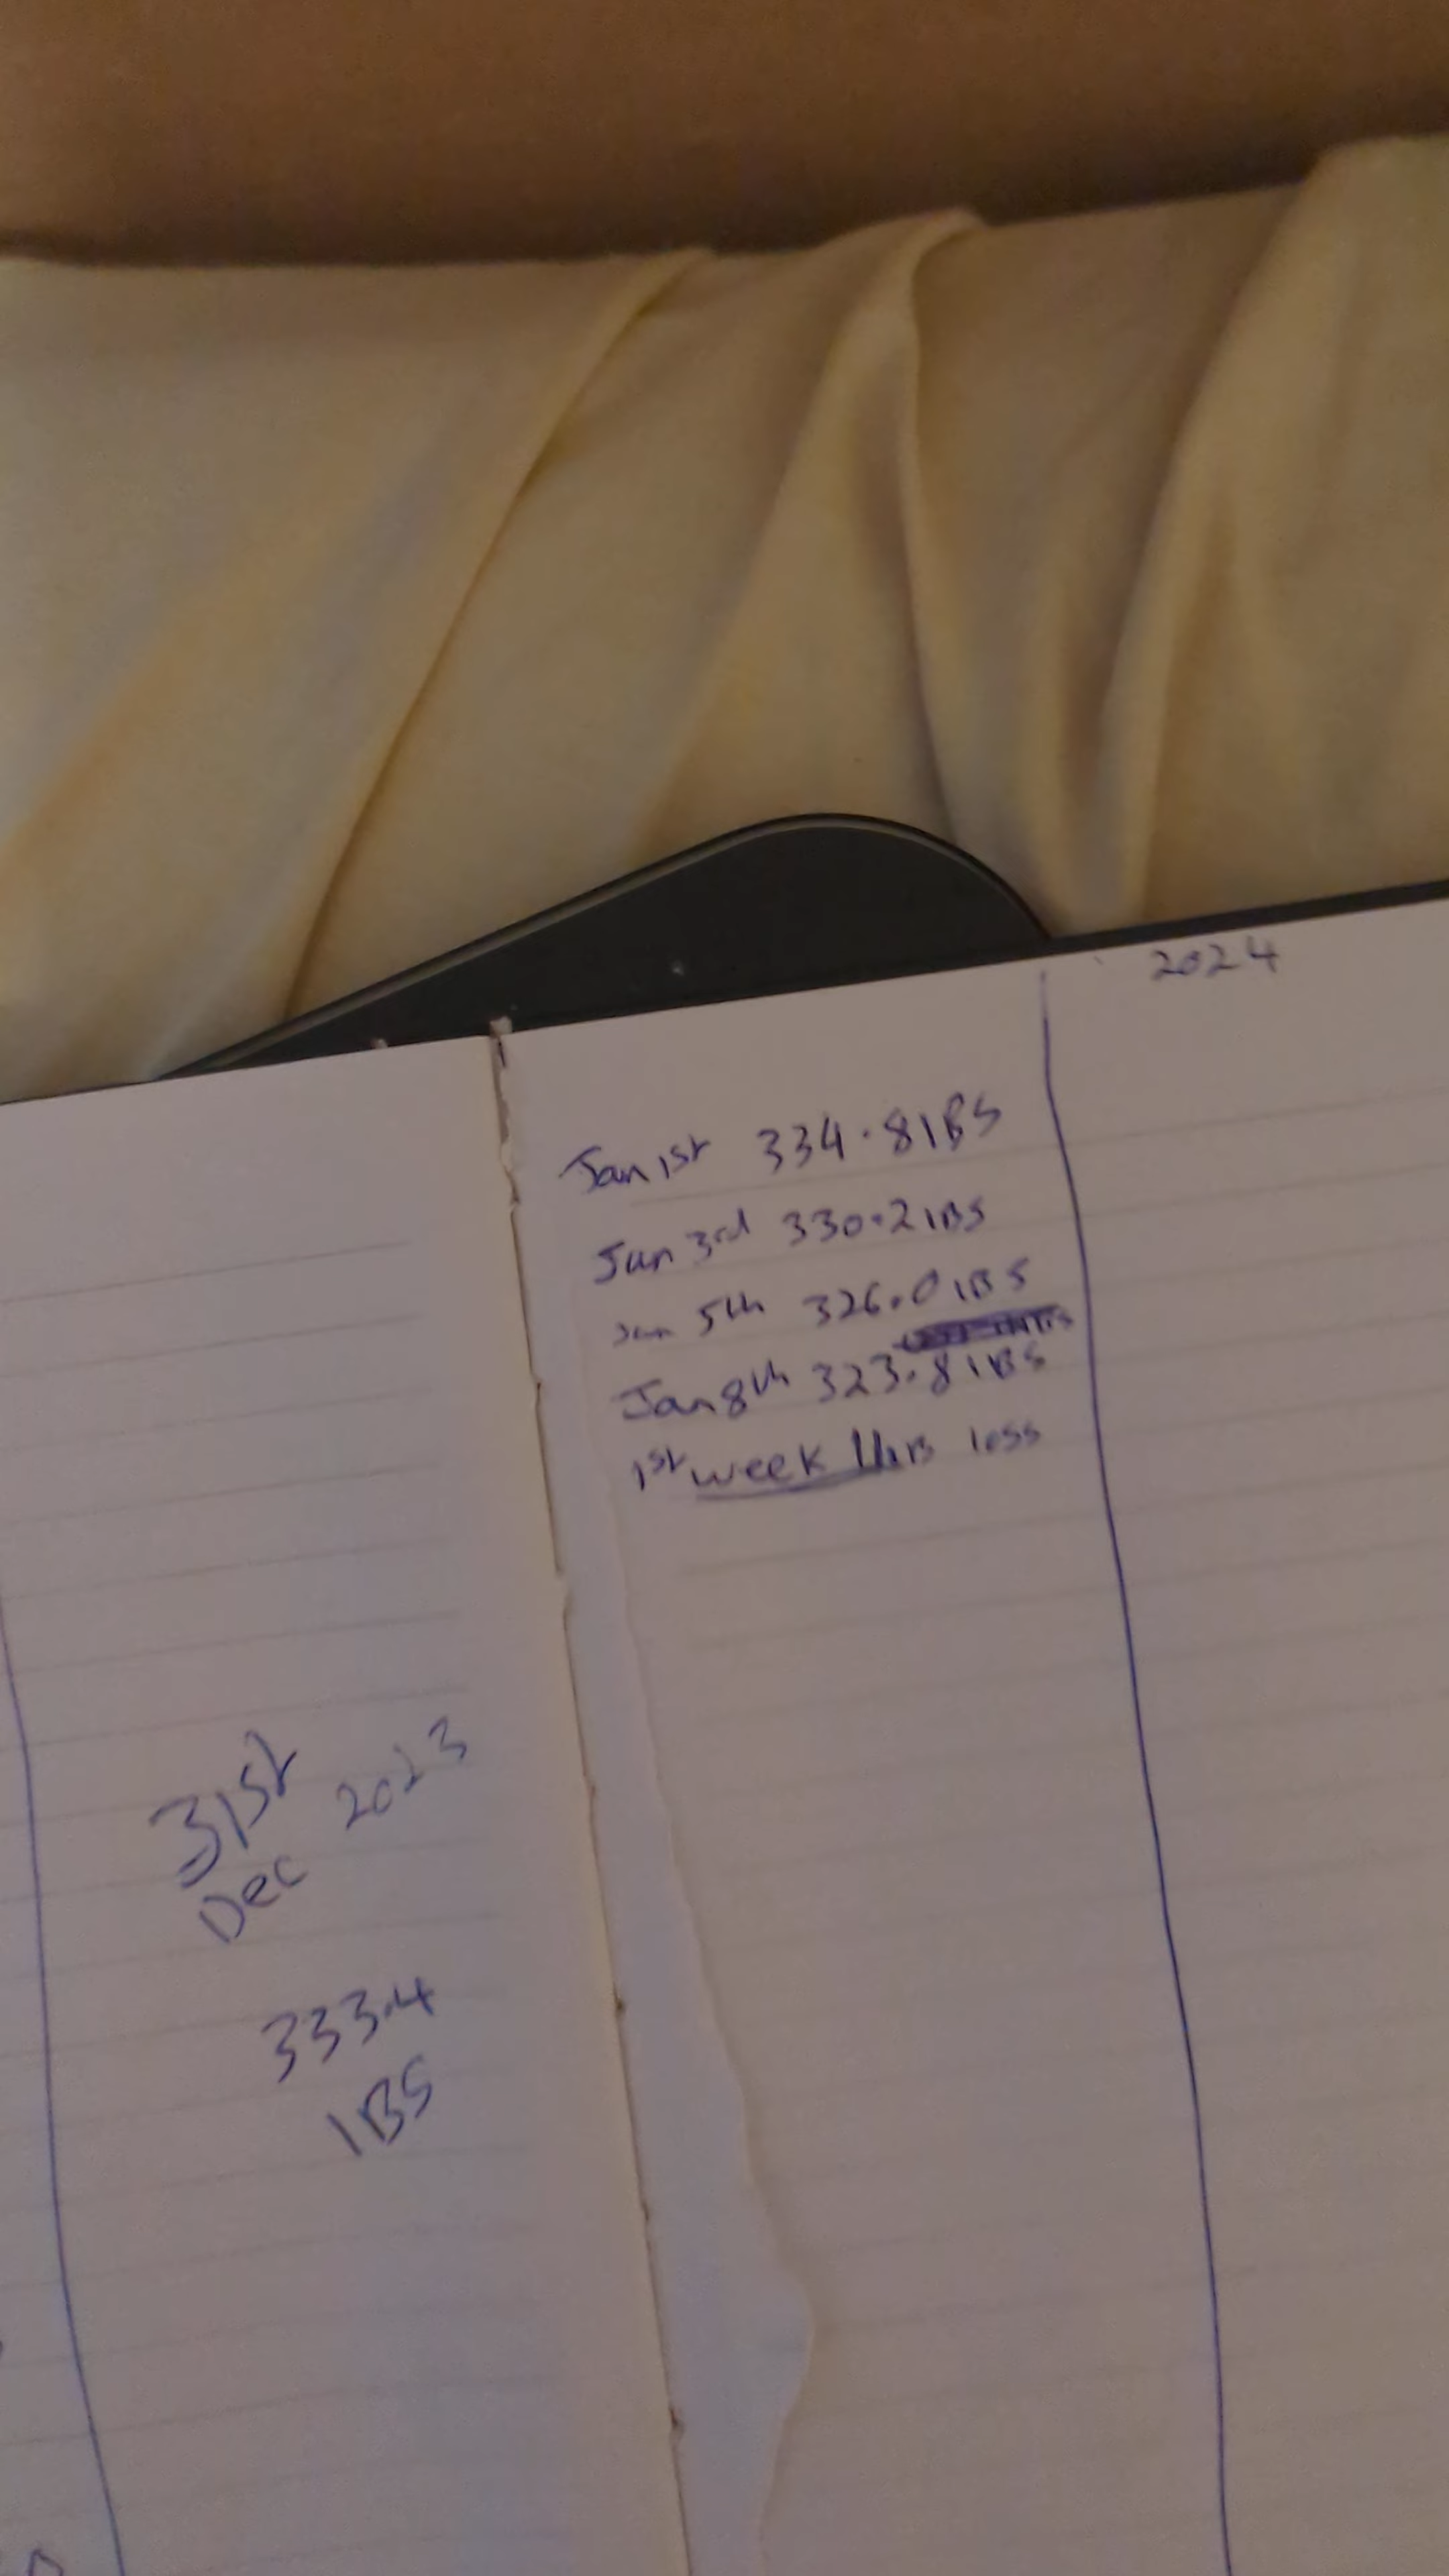 31st
Dec 2023
333.4
lBS
2024
Jan 1st 334.8lBS
Jan 3rd 330.2lBS
Jan 5th 326.0lBS
Jan 8th 323.8lBS
1st week 11lB loss